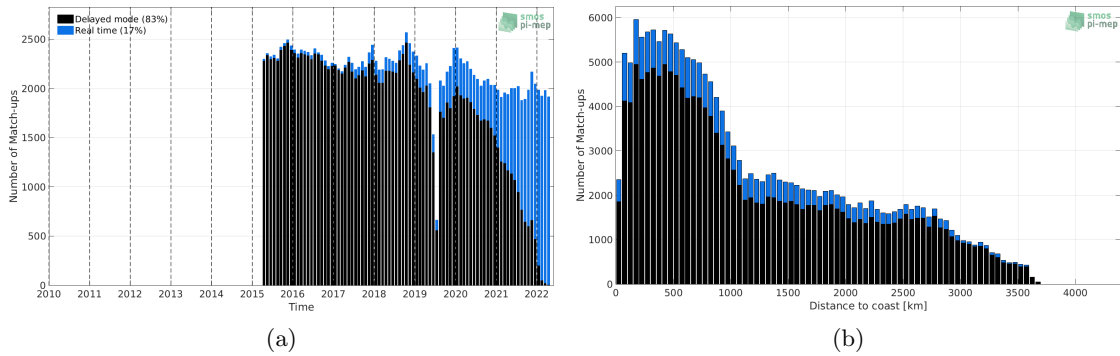 Delayed mode (83%)
Real time (17%)
smos
pi-mep
Number of Match-ups
2500
2000
1500
1000
500
0
2010 2011 2012 2013 2014 2015 2016 2017 2018 2019 2020 2021 2022
Time
(a)
smos
pi-mep
Number of Match-ups
6000
5000
4000
3000
2000
1000
0
0 500 1000 1500 2000 2500 3000 3500 4000
Distance to coast [km]
(b)